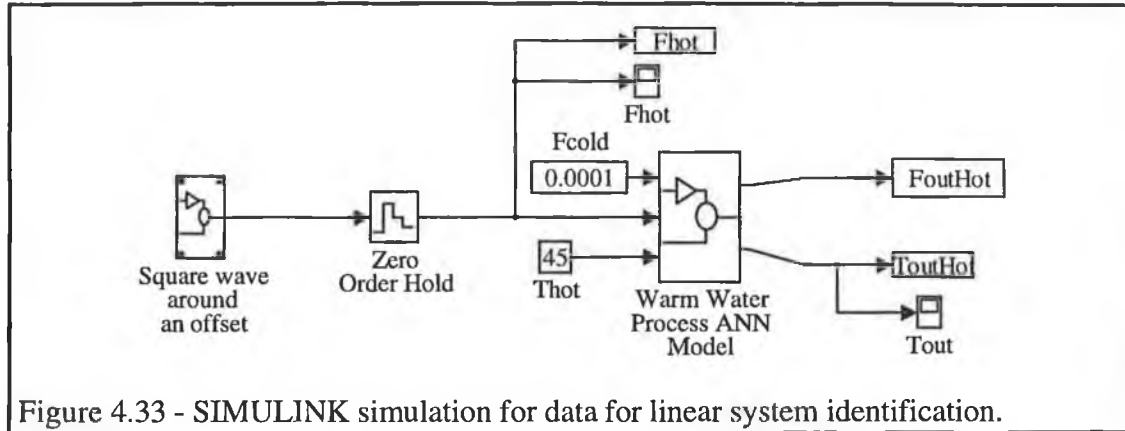 Fhot
Fhot
Fcold
0.0001
FoutHot
Square wave
around
an offset
Zero
Order Hold
45
Thot
Warm Water
Process ANN
Model
ToutHot
Tout
Figure 4.33 - SIMULINK simulation for data for linear system identification.